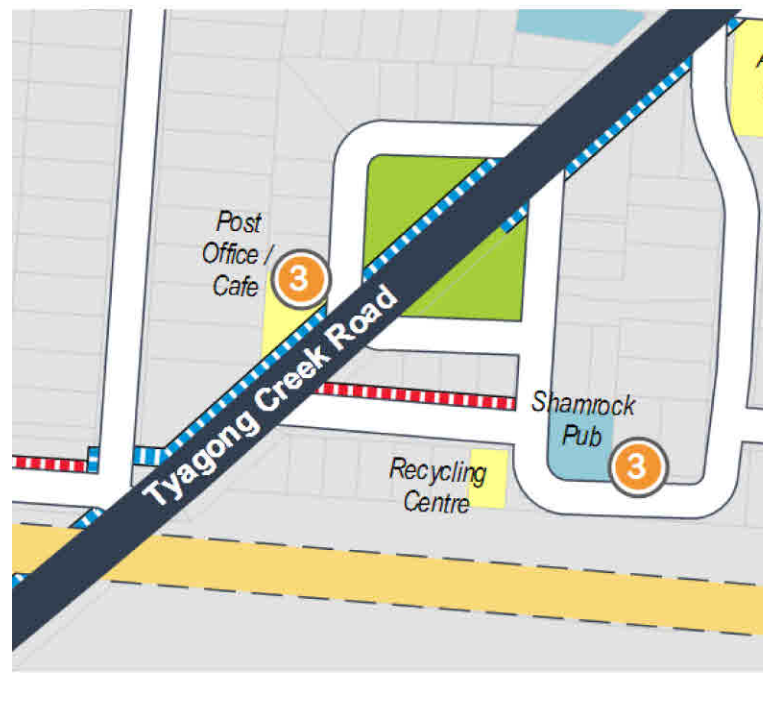 A
Post
Office /
Cafe
3
Tyagong Creek Road
Shamrock
Pub
3
Recycling
Centre